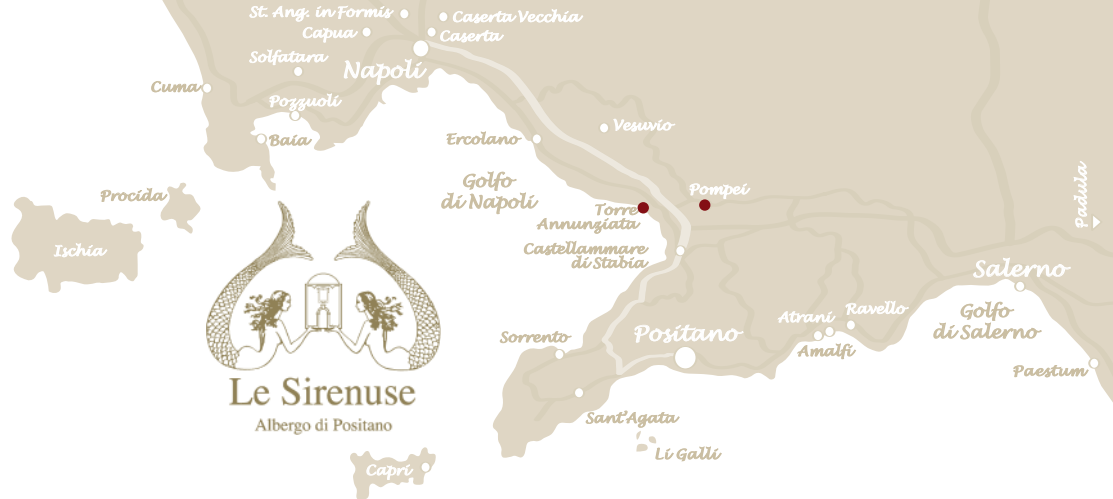 St. Ang. in Formis
Caserta Vecchia
Capua
Caserta
Solfatara
Napoli
Cuma
Pozzuoli
Vesuvio
Baia
Ercolano
Procida
Golfo
di Napoli
Pompei
Padula
Torre
Annunziata
Ischia
Castellammare
di Stabia
Salerno
Ravello
Golfo
di Salerno
Atrani
Positano
Sorrento
Amalfi
Paestum
Le Sirenuse
Albergo di Positano
Sant'Agata
Li Galli
Capri